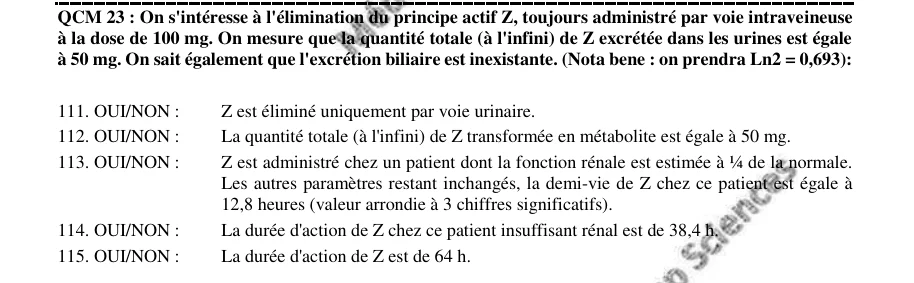 QCM 23 : On s'intéresse à l'élimination du principe actif Z, toujours administré par voie intraveineuse
à la dose de 100 mg. On mesure que la quantité totale (à l'infini) de Z excrétée dans les urines est égale
à 50 mg. On sait également que l'excrétion biliaire est inexistante. (Nota bene : on prendra Ln2 = 0,693):
111. OUI/NON : Z est éliminé uniquement par voie urinaire.
112. OUI/NON : La quantité totale (à l'infini) de Z transformée en métabolite est égale à 50 mg.
113. OUI/NON : Z est administré chez un patient dont la fonction rénale est estimée à ¼ de la normale.
Les autres paramètres restant inchangés, la demi-vie de Z chez ce patient est égale à
12,8 heures (valeur arrondie à 3 chiffres significatifs).
114. OUI/NON : La durée d'action de Z chez ce patient insuffisant rénal est de 38,4 h.
115. OUI/NON : La durée d'action de Z est de 64 h.
Sciences